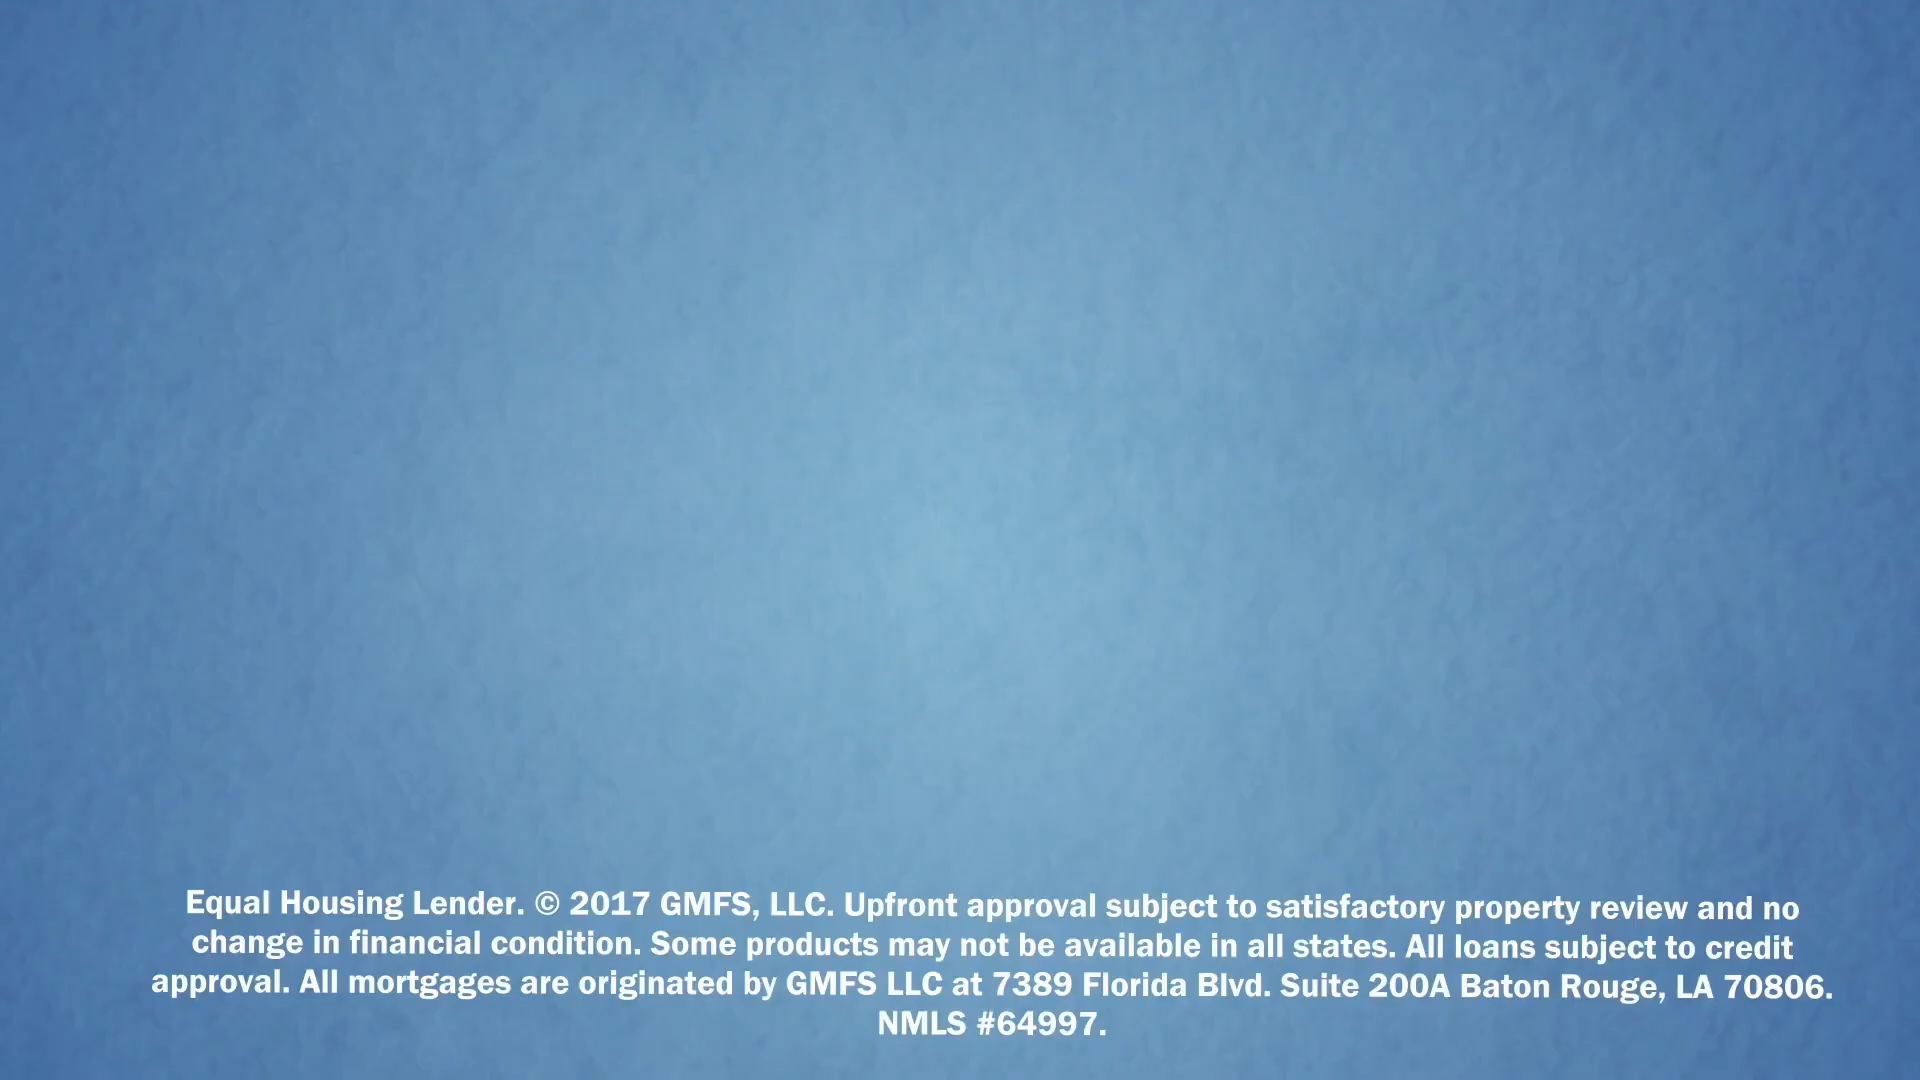 Equal Housing Lender. © 2017 GMFS, LLC. Upfront approval subject to satisfactory property review and no
change in financial condition. Some products may not be available in all states. All loans subject to credit
approval. All mortgages are originated by GMFS LLC at 7389 Florida Blvd. Suite 200A Baton Rouge, LA 70806.
NMLS #64997.